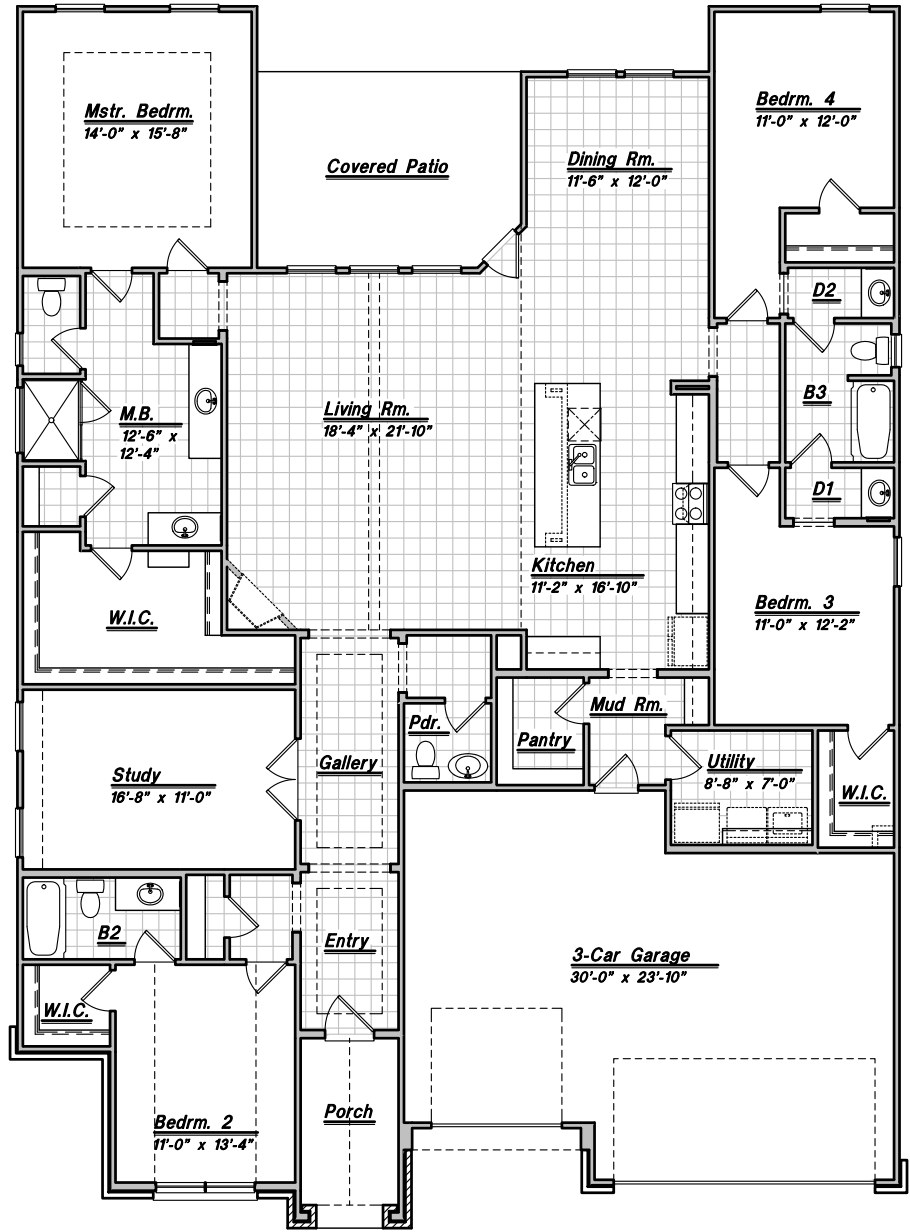 Mstr. Bedrm.
14'-0" x 15'-8"
Covered Patio
Dining Rm.
11'-6" x 12'-0"
Bedrm. 4
11'-0" x 12'-0"
D2
B3
D1
M.B.
12'-6" x
12'-4"
Living Rm.
18'-4" x 21'-10"
Kitchen
11'-2" x 16'-10"
Bedrm. 3
11'-0" x 12'-2"
W.I.C.
Mud Rm.
Pdr.
Pantry
Gallery
Study
16'-8" x 11'-0"
Utility
8'-8" x 7'-0"
W.I.C.
B2
Entry
3-Car Garage
30'-0" x 23'-10"
W.I.C.
Bedrm. 2
11'-0" x 13'-4"
Porch